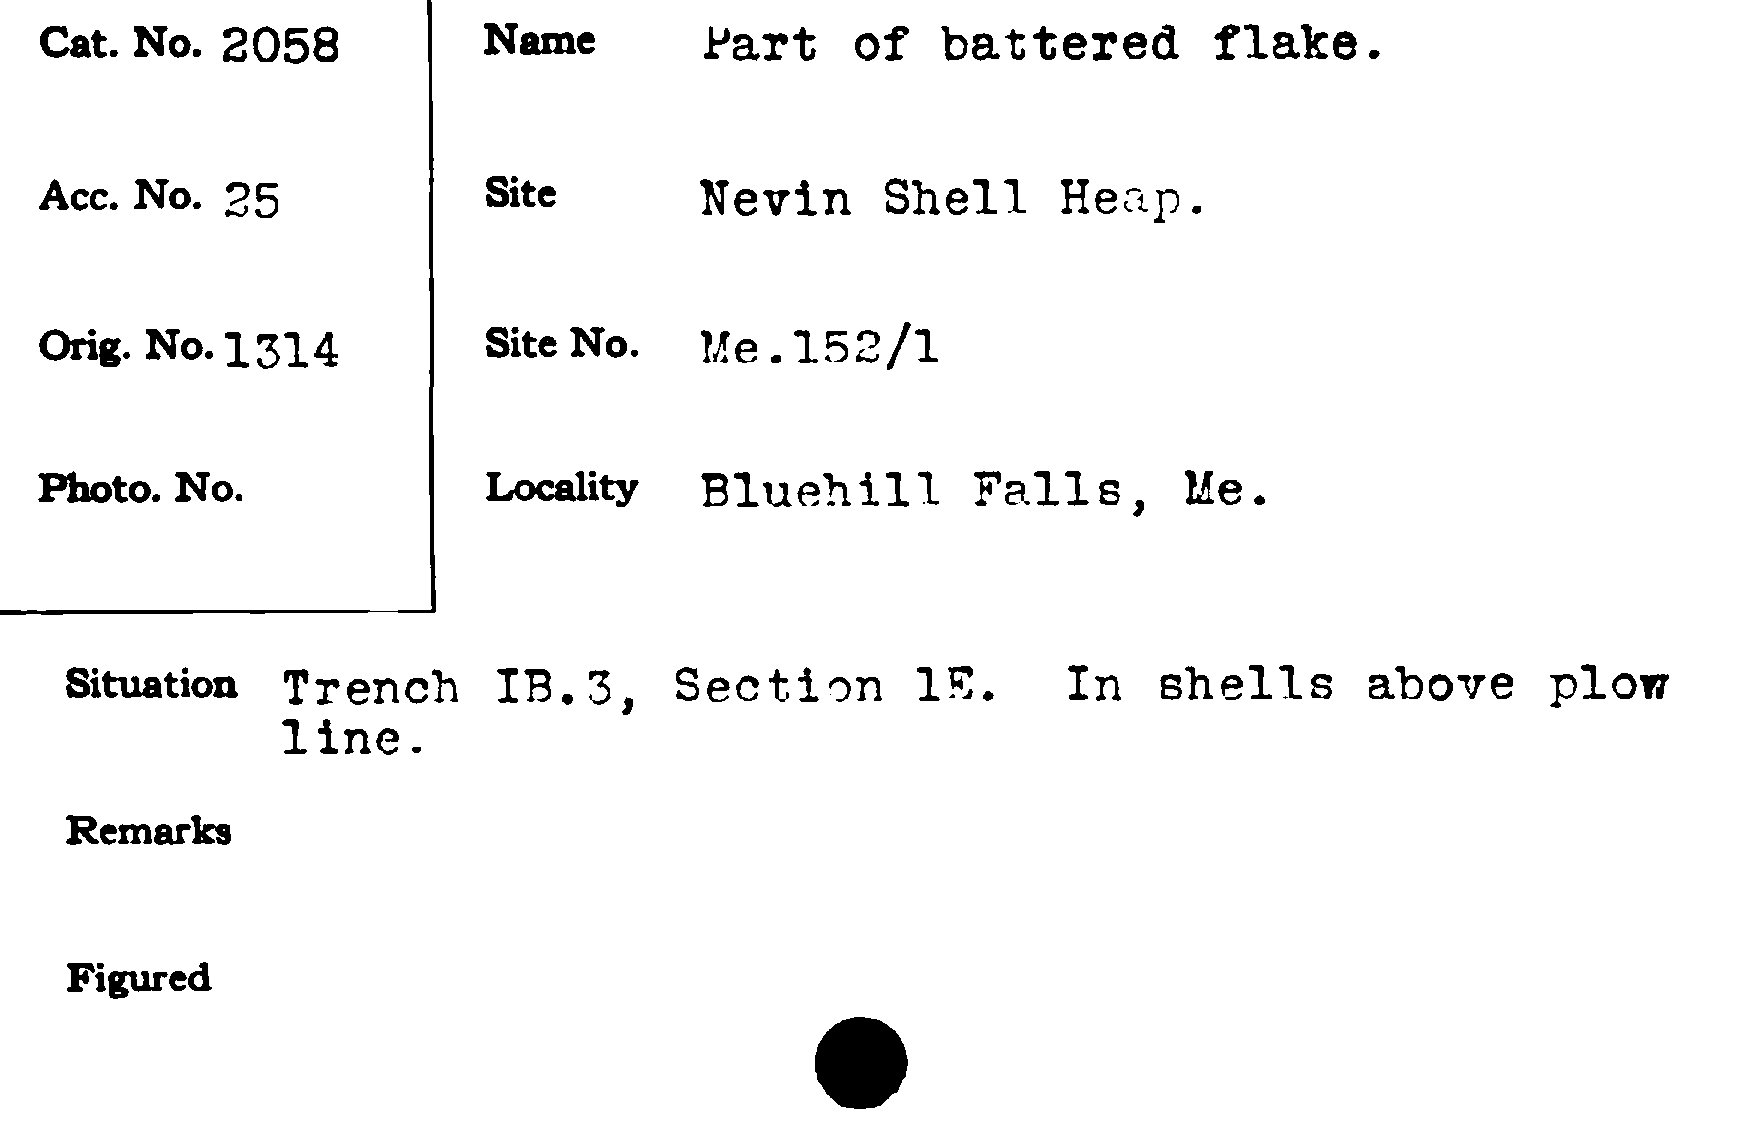 Cat. No. 2058
Name Part of battered flake.
Acc. No. 25
Site Nevin Shell Heap.
Orig. No. 1314
Site No. Me.152/1
Photo. No.
Locality Bluehill Falls, Me.
Situation Trench IB.3, Section 1E. In shells above plow
line.
Remarks
Figured